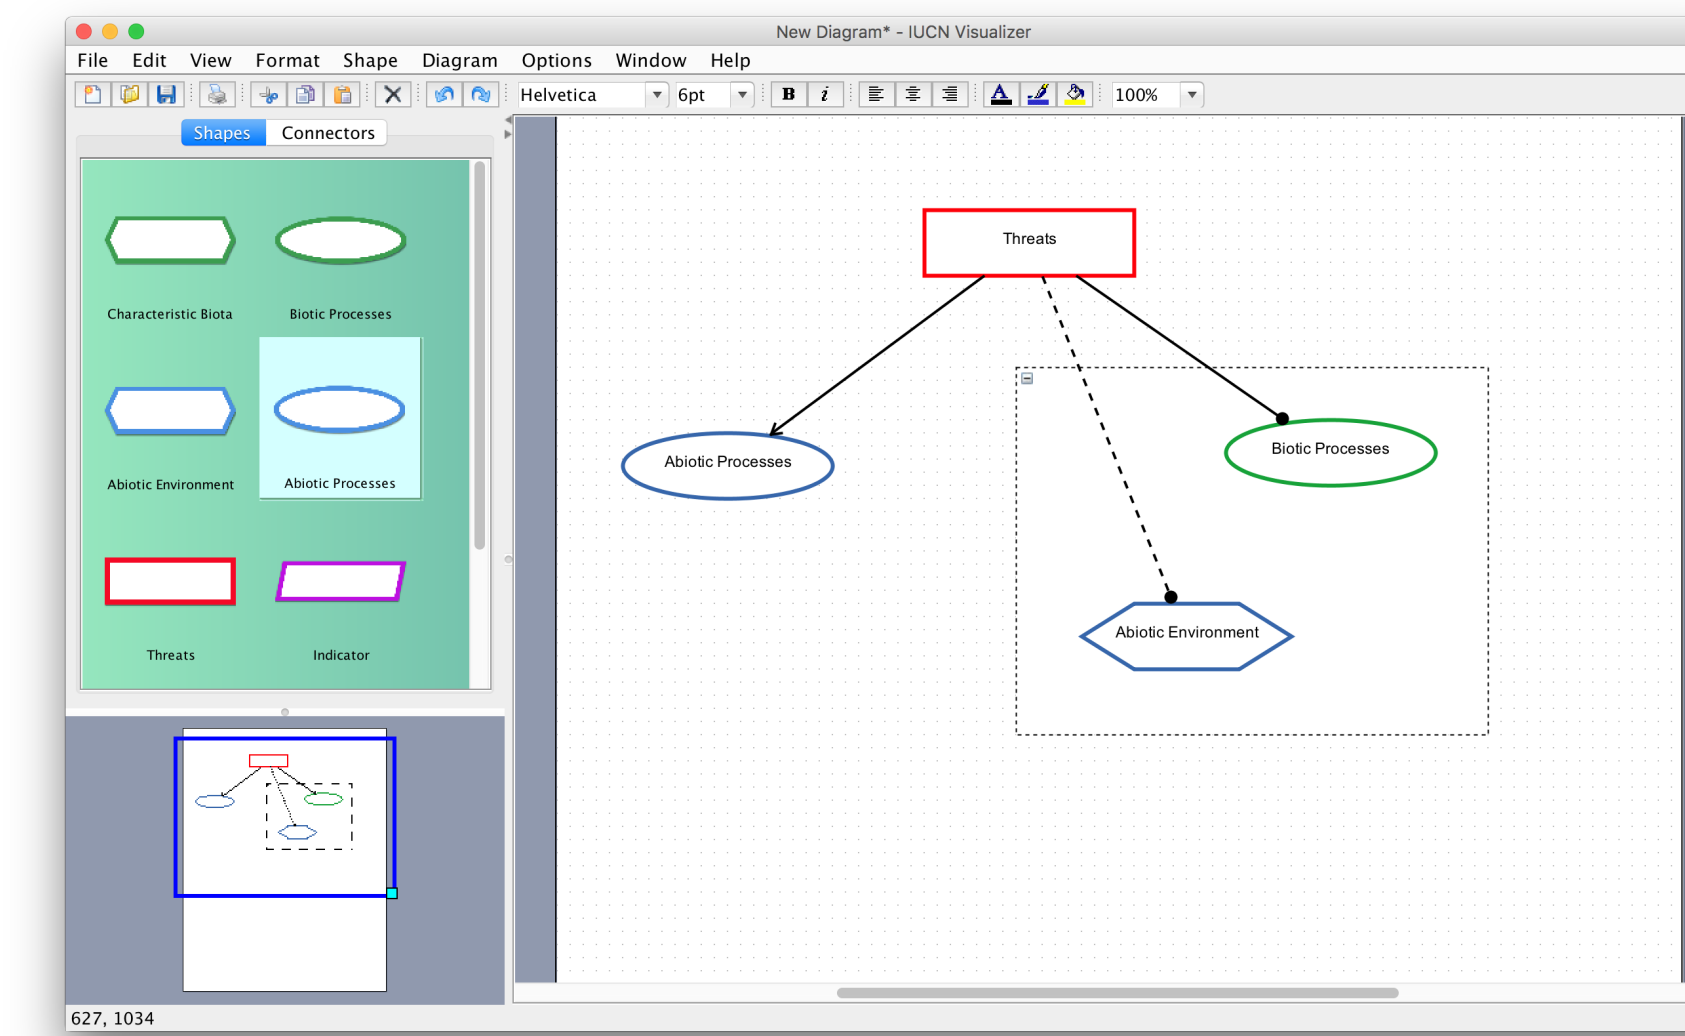 New Diagram* - IUCN Visualizer
File Edit View Format Shape Diagram Options Window Help
Helvetica 6pt B i A 100%
Shapes Connectors
Characteristic Biota Biotic Processes
Abiotic Environment Abiotic Processes
Threats Indicator
Threats
Biotic Processes
Abiotic Processes
Abiotic Environment
627, 1034